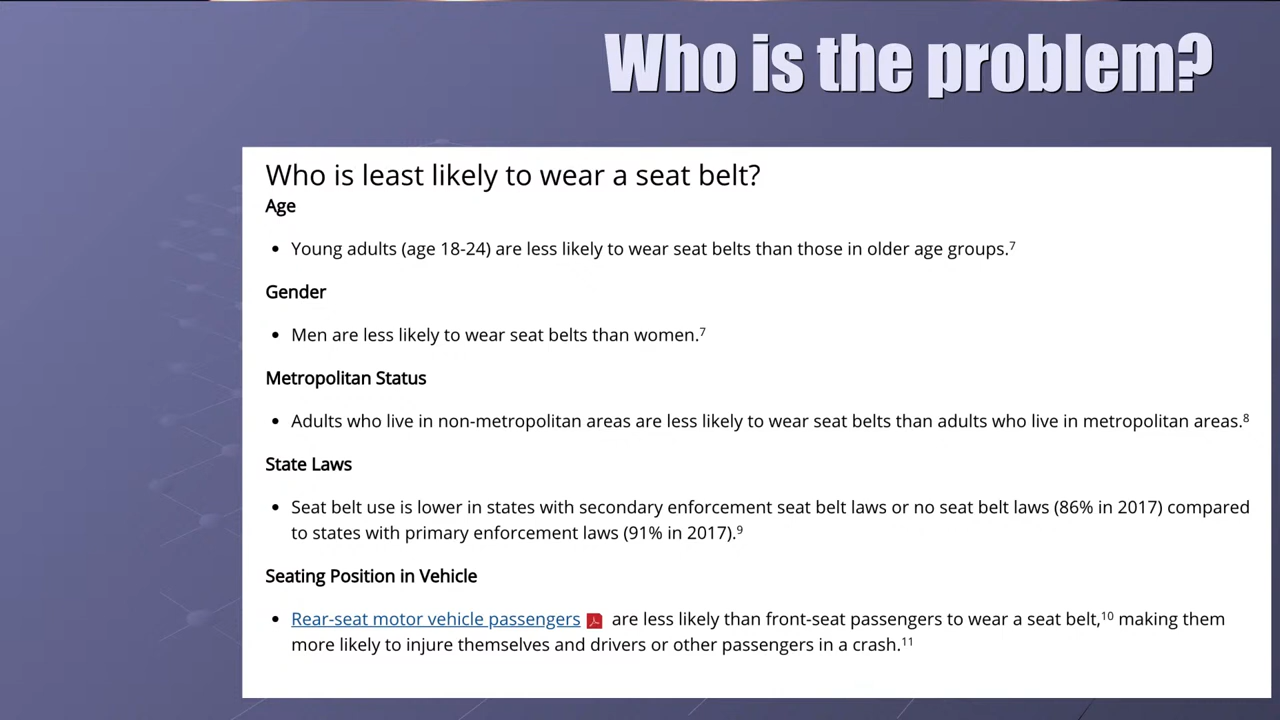 Who is the problem?
Who is least likely to wear a seat belt?
Age
• Young adults (age 18-24) are less likely to wear seat belts than those in older age groups.⁷
Gender
• Men are less likely to wear seat belts than women.⁷
Metropolitan Status
• Adults who live in non-metropolitan areas are less likely to wear seat belts than adults who live in metropolitan areas.⁸
State Laws
• Seat belt use is lower in states with secondary enforcement seat belt laws or no seat belt laws (86% in 2017) compared
to states with primary enforcement laws (91% in 2017).⁹
Seating Position in Vehicle
• Rear-seat motor vehicle passengers are less likely than front-seat passengers to wear a seat belt,¹⁰ making them
more likely to injure themselves and drivers or other passengers in a crash.¹¹